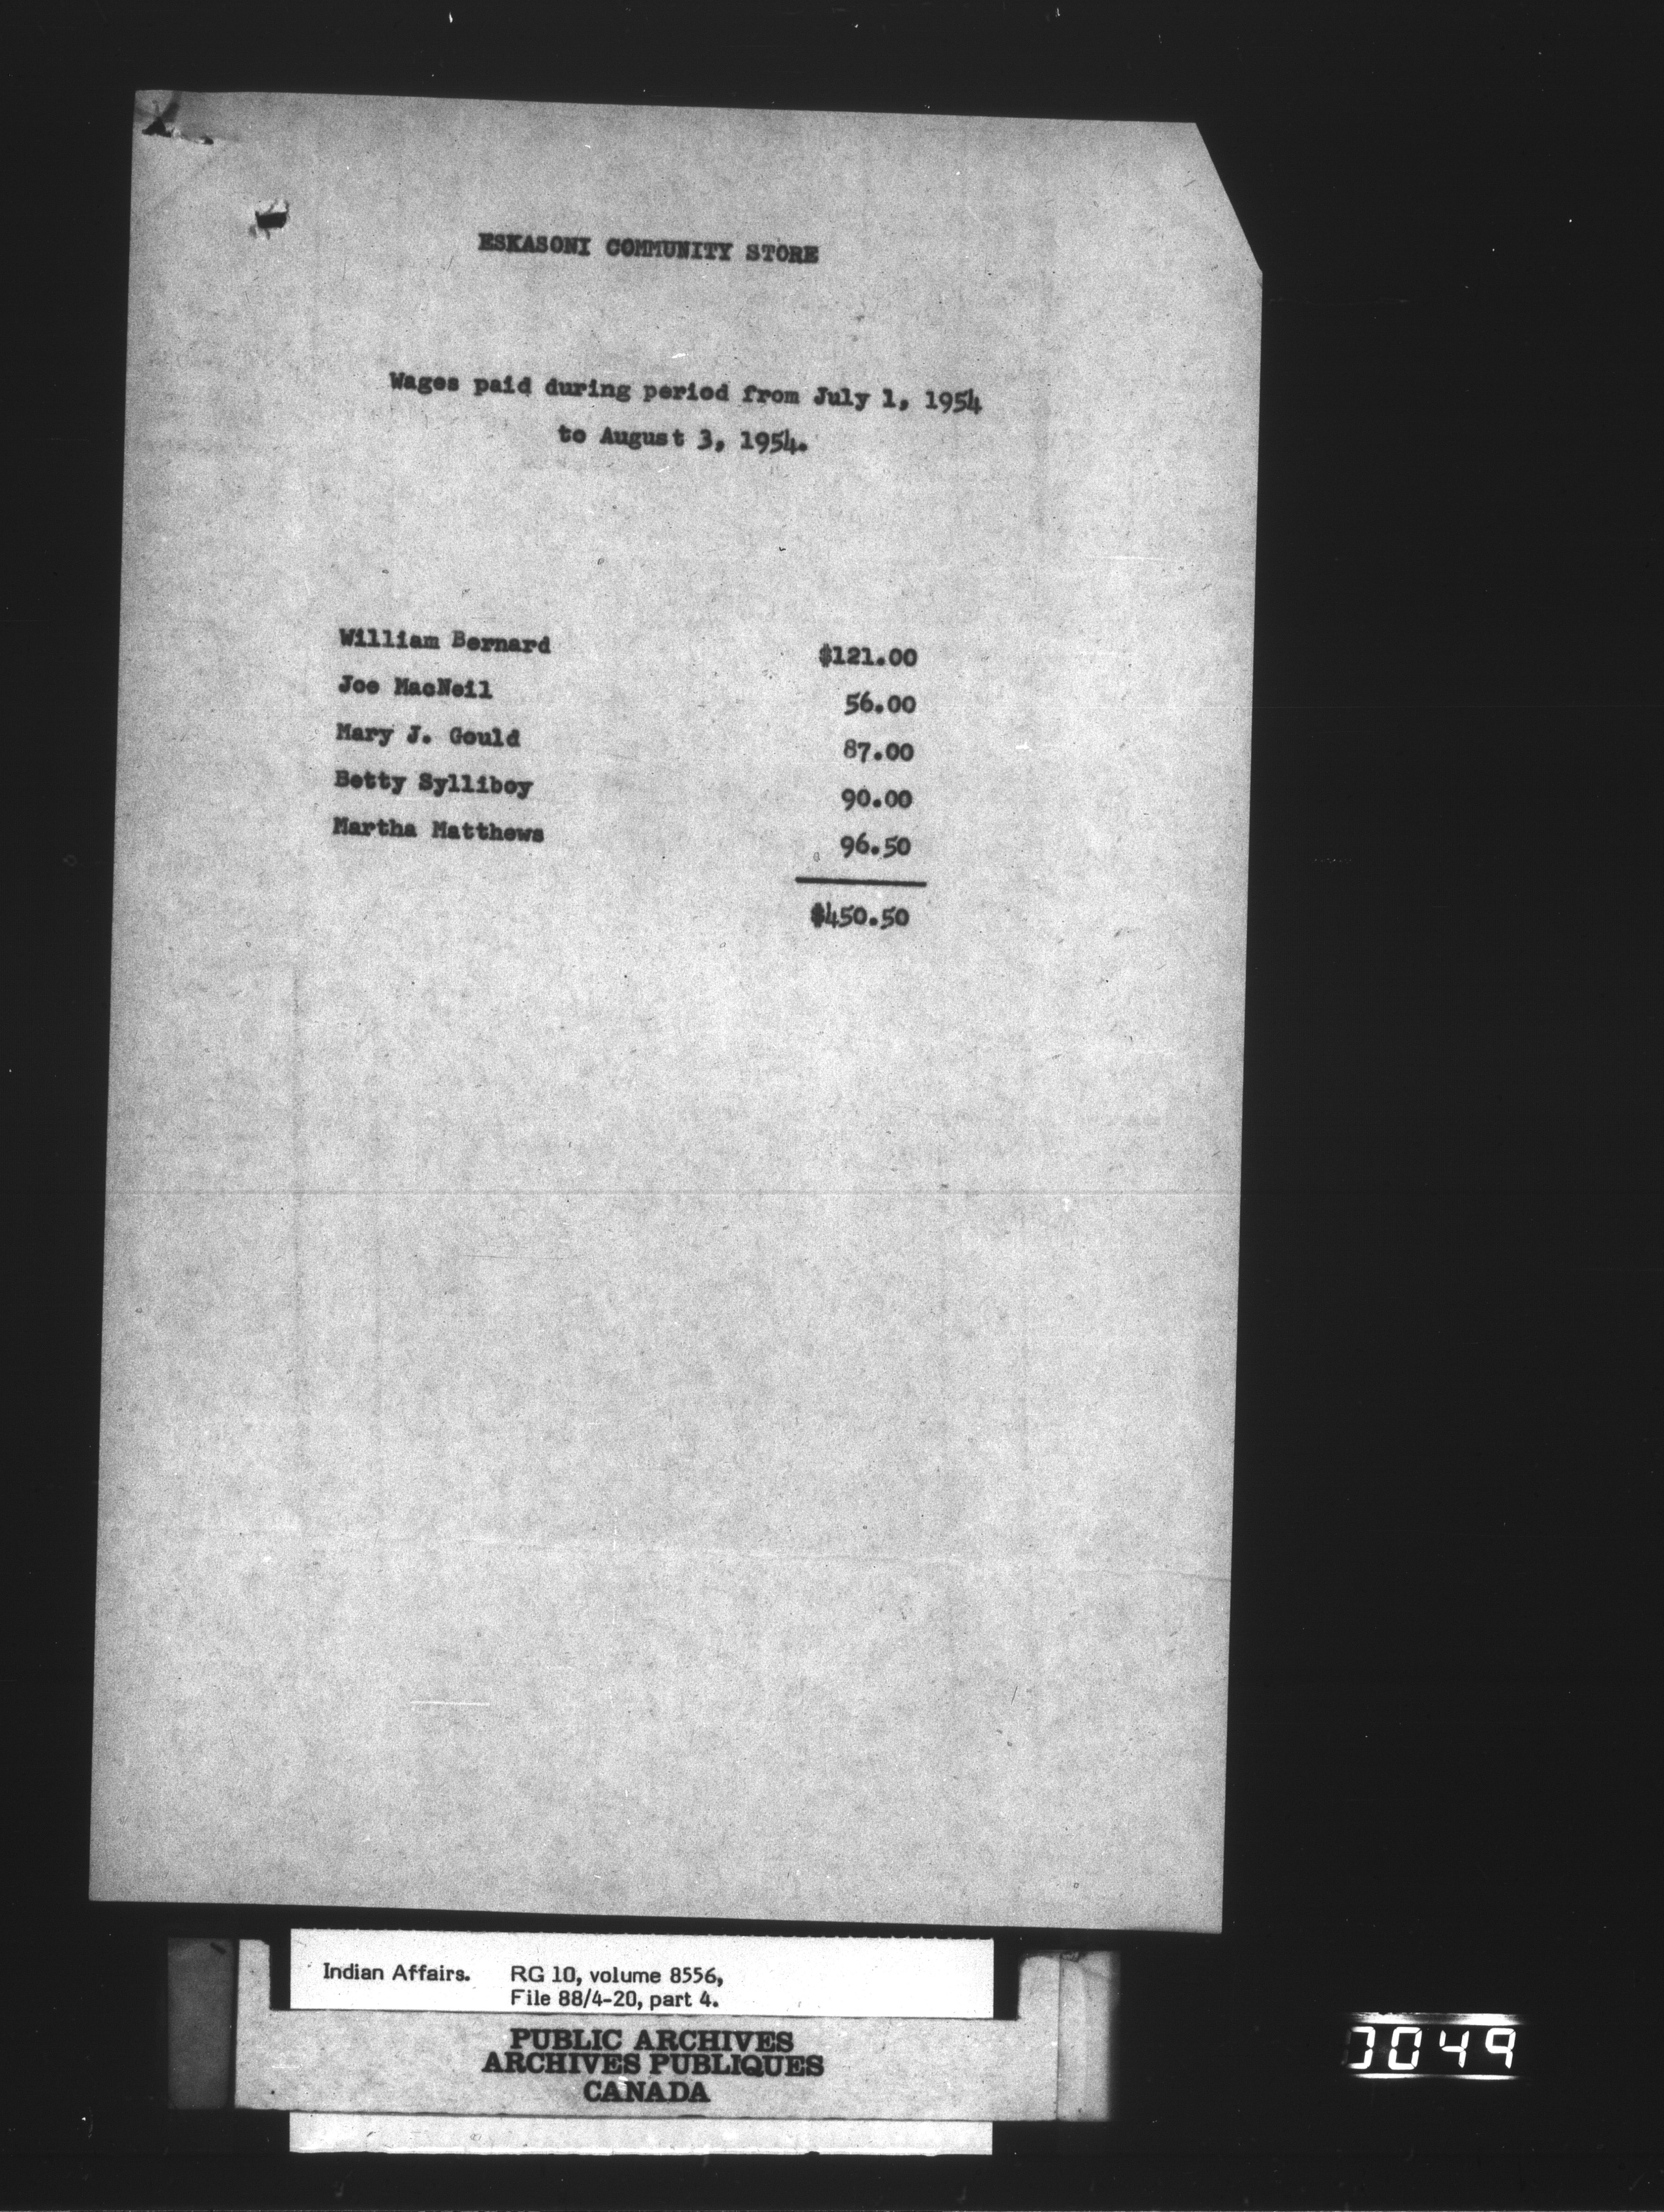 ESKASONI COMMUNITY STORE
Wages paid during period from July 1, 1954
to August 3, 1954.
William Bernard $121.00
Joe MacNeil 56.00
Mary J. Gould 87.00
Betty Sylliboy 90.00
Martha Matthews 96.50
$450.50
Indian Affairs. RG 10, volume 8556,
File 88/4-20, part 4.
PUBLIC ARCHIVES
ARCHIVES PUBLIQUES
CANADA
0049